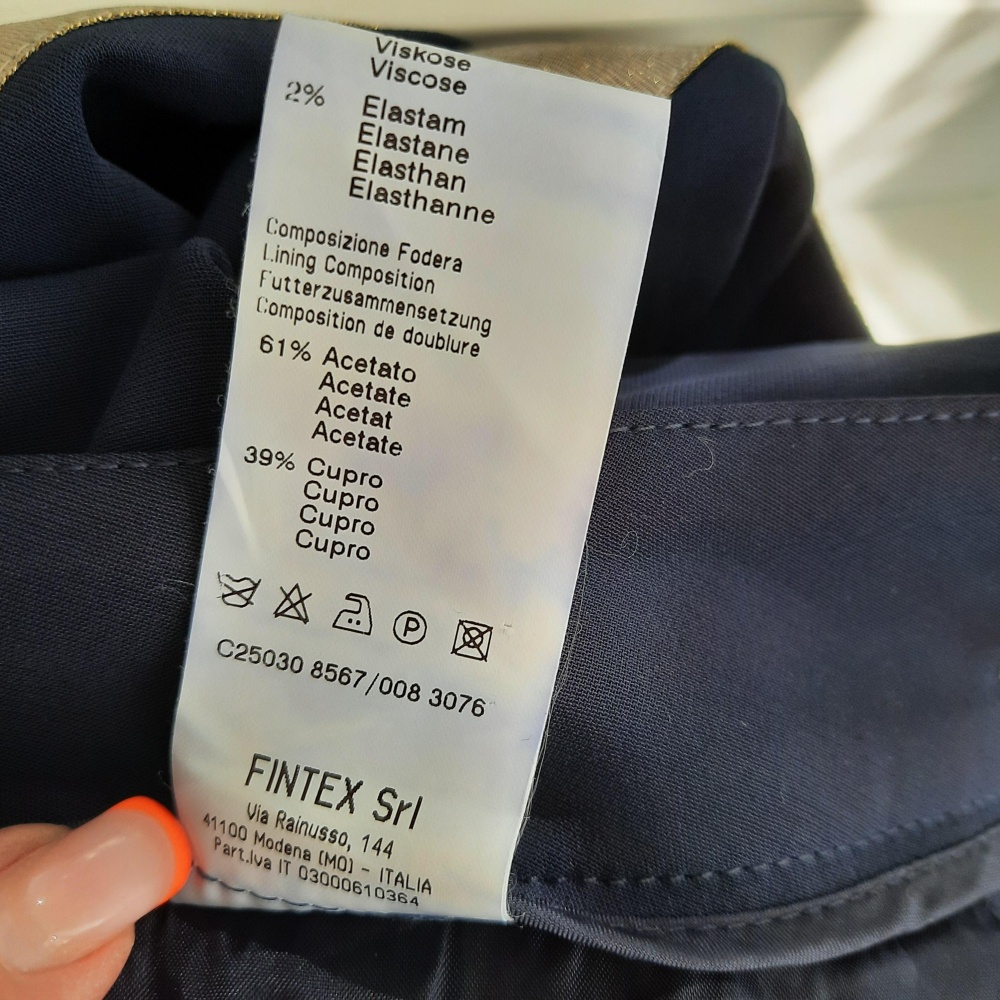 Viskose
Viscose
2% Elastam
Elastane
Elasthan
Elasthanne
Composizione Fodera
Lining Composition
Futterzusammensetzung
Composition de doublure
61% Acetato
Acetate
Acetat
Acetate
39% Cupro
Cupro
Cupro
Cupro
P
C25030 8567/008 3076
FINTEX Srl
Via Rainusso, 144
41100 Modena (MO) - ITALIA
Part.Iva IT 03000610364